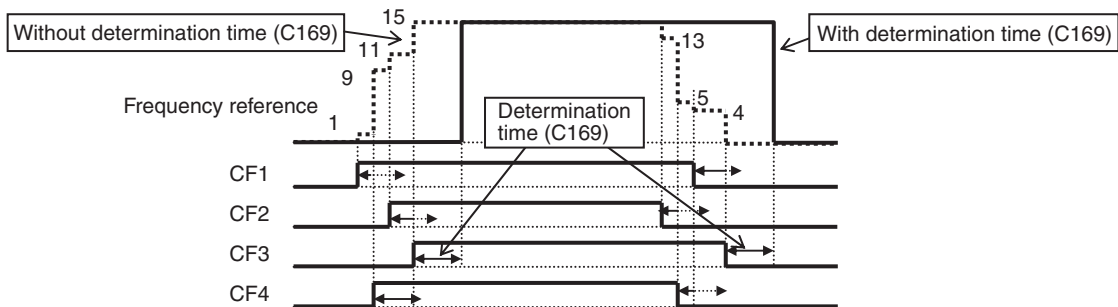 Without determination time (C169)
15
11
9
1
Frequency reference
13
5
4
With determination time (C169)
Determination
time (C169)
CF1
CF2
CF3
CF4